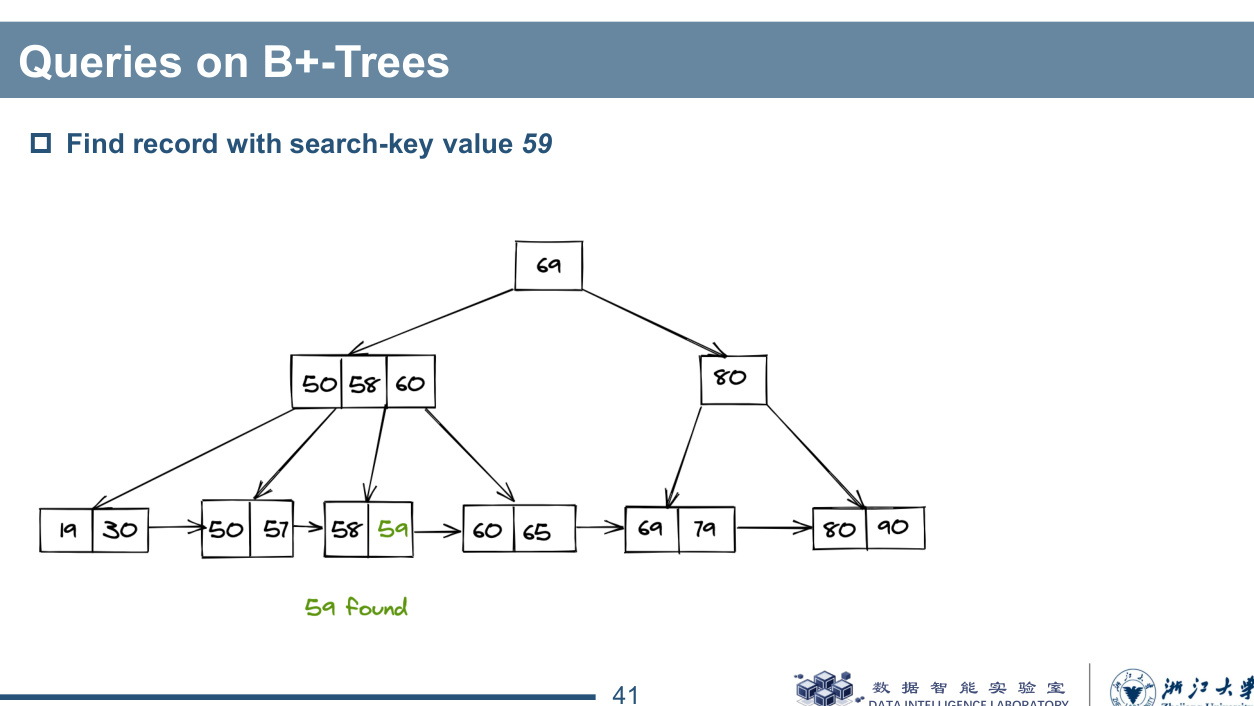 Queries on B+-Trees
Find record with search-key value 59
69
50 58 60
80
19 30
50 57
58 59
60 65
69 79
80 90
59 found
41
数据智能实验室
DATA INTELLIGENCE LABORATORY
浙江大学